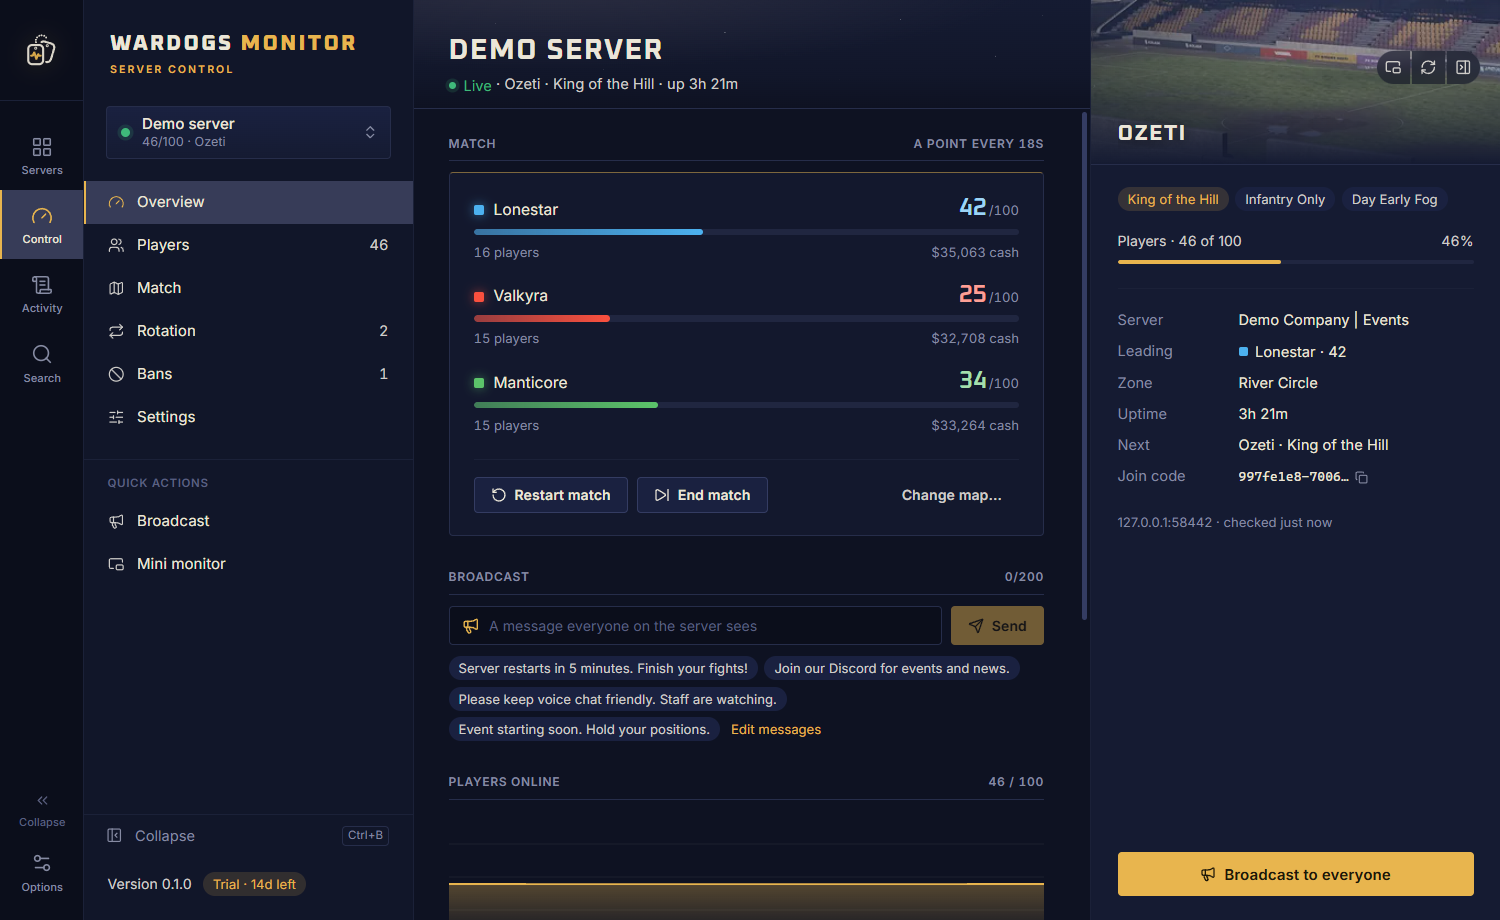 Servers
Control
Activity
Search
Collapse
Options
WARDOGS MONITOR
SERVER CONTROL
Demo server
46/100 · Ozeti
Overview
Players 46
Match
Rotation 2
Bans 1
Settings
QUICK ACTIONS
Broadcast
Mini monitor
Collapse Ctrl+B
Version 0.1.0 Trial · 14d left
DEMO SERVER
Live · Ozeti · King of the Hill · up 3h 21m
MATCH A POINT EVERY 18S
Lonestar 42/100
16 players $35,063 cash
Valkyra 25/100
15 players $32,708 cash
Manticore 34/100
15 players $33,264 cash
Restart match End match Change map...
BROADCAST 0/200
A message everyone on the server sees Send
Server restarts in 5 minutes. Finish your fights! Join our Discord for events and news.
Please keep voice chat friendly. Staff are watching.
Event starting soon. Hold your positions. Edit messages
PLAYERS ONLINE 46 / 100
OZETI
King of the Hill Infantry Only Day Early Fog
Players · 46 of 100 46%
Server Demo Company | Events
Leading Lonestar · 42
Zone River Circle
Uptime 3h 21m
Next Ozeti · King of the Hill
Join code 997fe1e8-7006…
127.0.0.1:58442 · checked just now
Broadcast to everyone